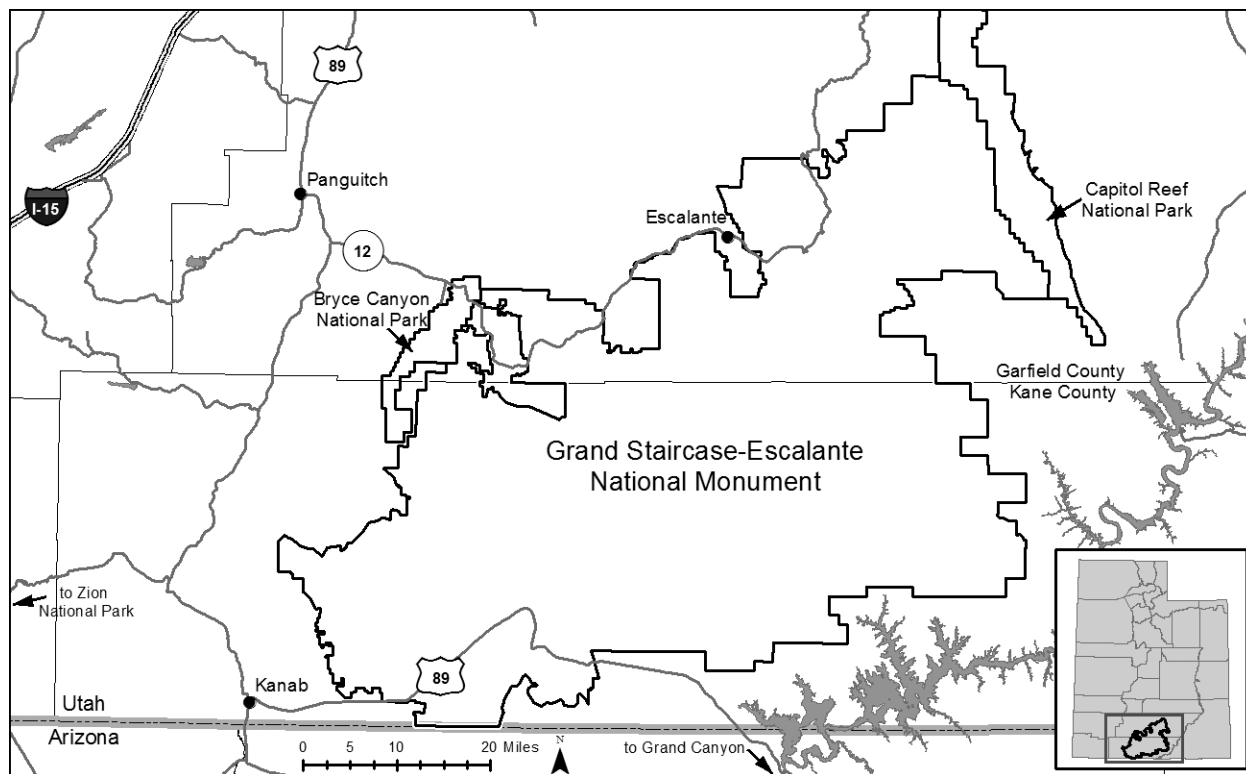 89
Panguitch
I-15
Capitol Reef
National Park
Escalante
12
Bryce Canyon
National Park
Garfield County
Kane County
Grand Staircase-Escalante
National Monument
to Zion
National Park
89
Kanab
Utah
Arizona
0 5 10 20 Miles
N
to Grand Canyon